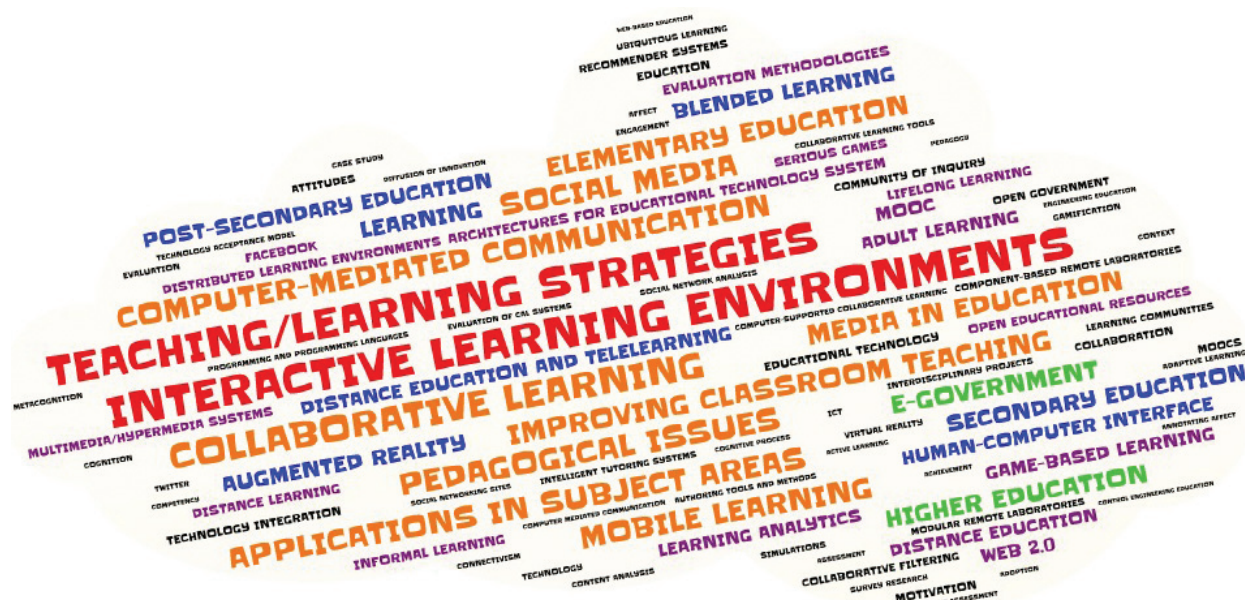 WEB-BASED EDUCATION
UBIQUITOUS LEARNING
RECOMMENDER SYSTEMS
EDUCATION
EVALUATION METHODOLOGIES
AFFECT
BLENDED LEARNING
ENGAGEMENT
ELEMENTARY EDUCATION
COLLABORATIVE LEARNING TOOLS
CASE STUDY
DIFFUSION OF INNOVATION
SOCIAL MEDIA
SERIOUS GAMES
PEDAGOGY
ATTITUDES
POST-SECONDARY EDUCATION
LEARNING
COMMUNITY OF INQUIRY
LIFELONG LEARNING
OPEN GOVERNMENT
ENGINEERING EDUCATION
TECHNOLOGY ACCEPTANCE MODEL
FACEBOOK
DISTRIBUTED LEARNING ENVIRONMENTS ARCHITECTURES FOR EDUCATIONAL TECHNOLOGY SYSTEM
MOOC
GAMIFICATION
EVALUATION
COMPUTER-MEDIATED COMMUNICATION
ADULT LEARNING
CONTEXT
TEACHING/LEARNING STRATEGIES
SOCIAL NETWORK ANALYSIS
COMPONENT-BASED REMOTE LABORATORIES
PROGRAMMING AND PROGRAMMING LANGUAGES
EVALUATION OF CAL SYSTEMS
INTERACTIVE LEARNING ENVIRONMENTS
COMPUTER-SUPPORTED COLLABORATIVE LEARNING
MEDIA IN EDUCATION
OPEN EDUCATIONAL RESOURCES
METACOGNITION
DISTANCE EDUCATION AND TELELEARNING
EDUCATIONAL TECHNOLOGY
LEARNING COMMUNITIES
COLLABORATION
MOOCS
MULTIMEDIA/HYPERMEDIA SYSTEMS
COLLABORATIVE LEARNING
IMPROVING CLASSROOM TEACHING
INTERDISCIPLINARY PROJECTS
ADAPTIVE LEARNING
COGNITION
E-GOVERNMENT
SECONDARY EDUCATION
AUGMENTED REALITY
PEDAGOGICAL ISSUES
ICT
VIRTUAL REALITY
HUMAN-COMPUTER INTERFACE
ANNOTATING AFFECT
TWITTER
COGNITIVE PROCESS
ACTIVE LEARNING
COMPETENCY
DISTANCE LEARNING
SOCIAL NETWORKING SITES
INTELLIGENT TUTORING SYSTEMS
ACHIEVEMENT
GAME-BASED LEARNING
TECHNOLOGY INTEGRATION
APPLICATIONS IN SUBJECT AREAS
COMPUTER MEDIATED COMMUNICATION
AUTHORING TOOLS AND METHODS
HIGHER EDUCATION
CONTROL ENGINEERING EDUCATION
MOBILE LEARNING
MODULAR REMOTE LABORATORIES
INFORMAL LEARNING
LEARNING ANALYTICS
DISTANCE EDUCATION
CONNECTIVISM
SIMULATIONS
ASSESSMENT
WEB 2.0
TECHNOLOGY
COLLABORATIVE FILTERING
CONTENT ANALYSIS
SURVEY RESEARCH
ADOPTION
MOTIVATION
ASSESSMENT